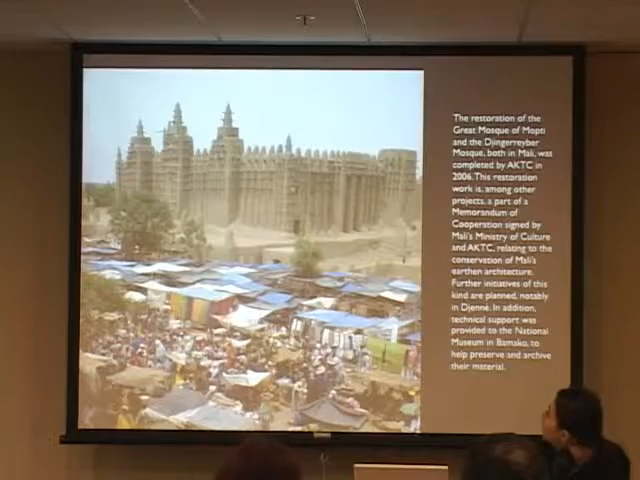 The restoration of the
Great Mosque of Mopti
and the Djingerreyber
Mosque, both in Mali, was
completed by AKTC in
2006. This restoration
work is, among other
projects, a part of a
Memorandum of
Cooperation signed by
Mali's Ministry of Culture
and AKTC, relating to the
conservation of Mali's
earthen architecture.
Further initiatives of this
kind are planned, notably
in Djenné. In addition,
technical support was
provided to the National
Museum in Bamako, to
help preserve and archive
their material.